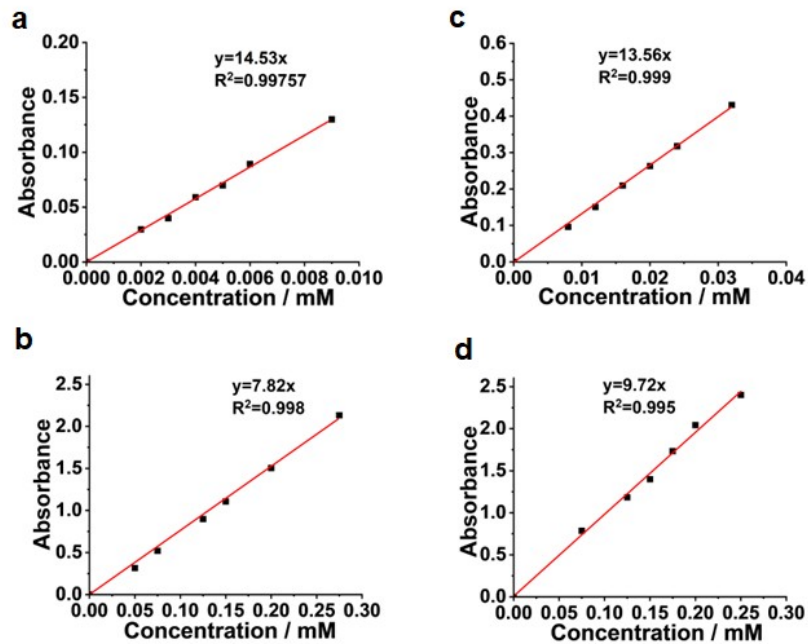 a
y=14.53x
R²=0.99757
0.20
0.15
0.10
0.05
0.00
Absorbance
0.000 0.002 0.004 0.006 0.008 0.010
Concentration / mM
c
y=13.56x
R²=0.999
0.6
0.5
0.4
0.3
0.2
0.1
0.0
Absorbance
0.01 0.02 0.03 0.04
Concentration / mM
b
y=7.82x
R²=0.998
2.5
2.0
1.5
1.0
0.5
0.0
Absorbance
0.00 0.05 0.10 0.15 0.20 0.25 0.30
Concentration / mM
d
y=9.72x
R²=0.995
2.5
2.0
1.5
1.0
0.5
0.0
Absorbance
0.05 0.10 0.15 0.20 0.25 0.30
Concentration / mM